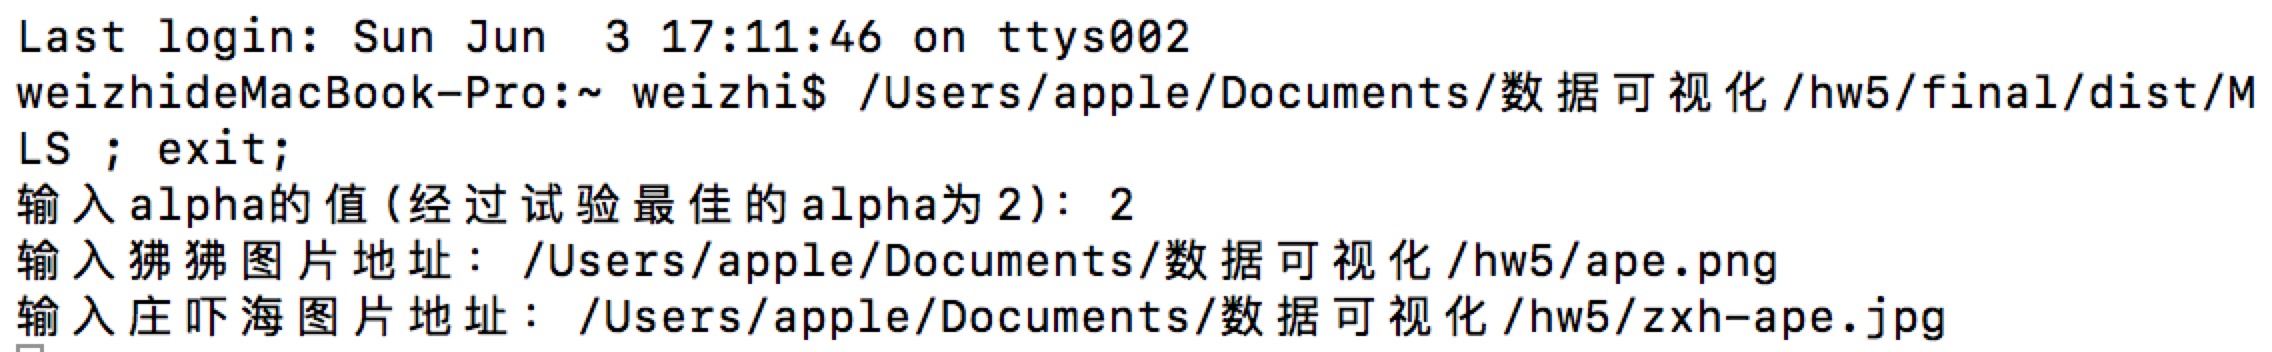 Last login: Sun Jun  3 17:11:46 on ttys002
weizhideMacBook-Pro:~ weizhi$ /Users/apple/Documents/数据可视化/hw5/final/dist/M
LS ; exit;
输入alpha的值(经过试验最佳的alpha为2): 2
输入狒狒图片地址: /Users/apple/Documents/数据可视化/hw5/ape.png
输入庄吓海图片地址: /Users/apple/Documents/数据可视化/hw5/zxh-ape.jpg